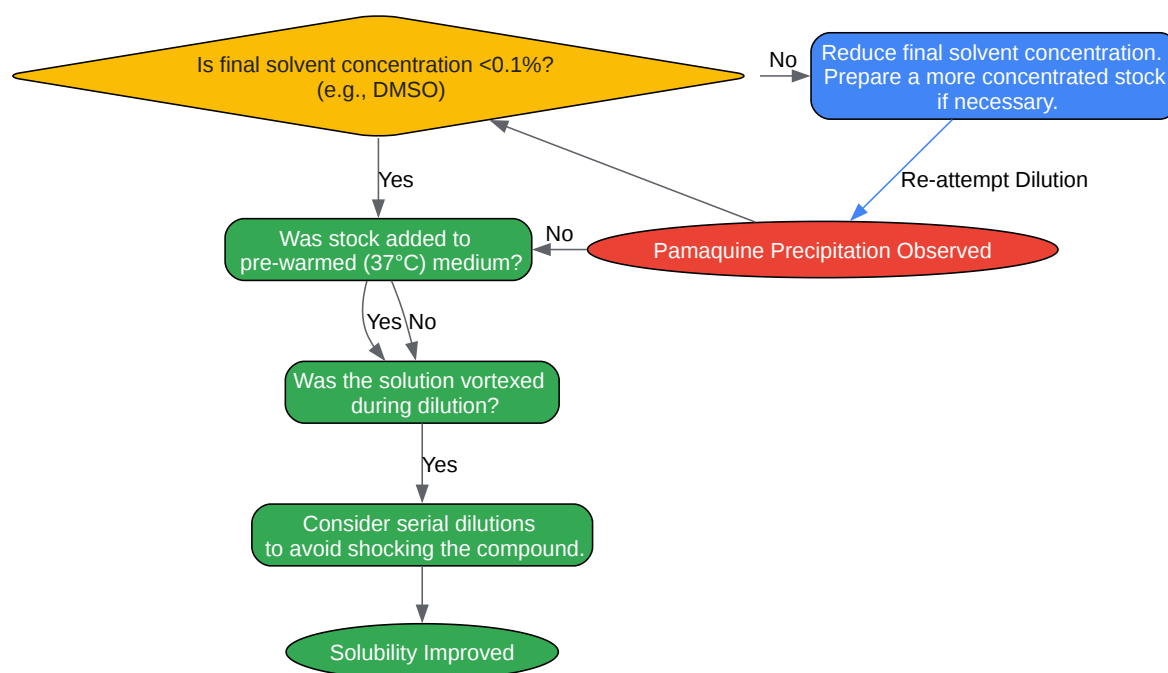 Is final solvent concentration <0.1%?
(e.g., DMSO)
No
Reduce final solvent concentration.
Prepare a more concentrated stock
if necessary.
Yes
Re-attempt Dilution
Was stock added to
pre-warmed (37°C) medium?
No
Pamaquine Precipitation Observed
Yes
No
Was the solution vortexed
during dilution?
Yes
Consider serial dilutions
to avoid shocking the compound.
Solubility Improved